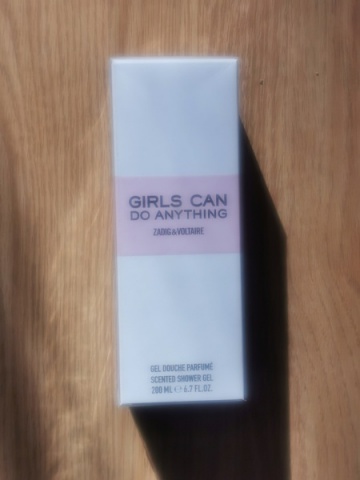 GIRLS CAN
DO ANYTHING
ZADIG&VOLTAIRE
GEL DOUCHE PARFUMÉ
SCENTED SHOWER GEL
200 ML ℮ 6.7 FL.OZ.